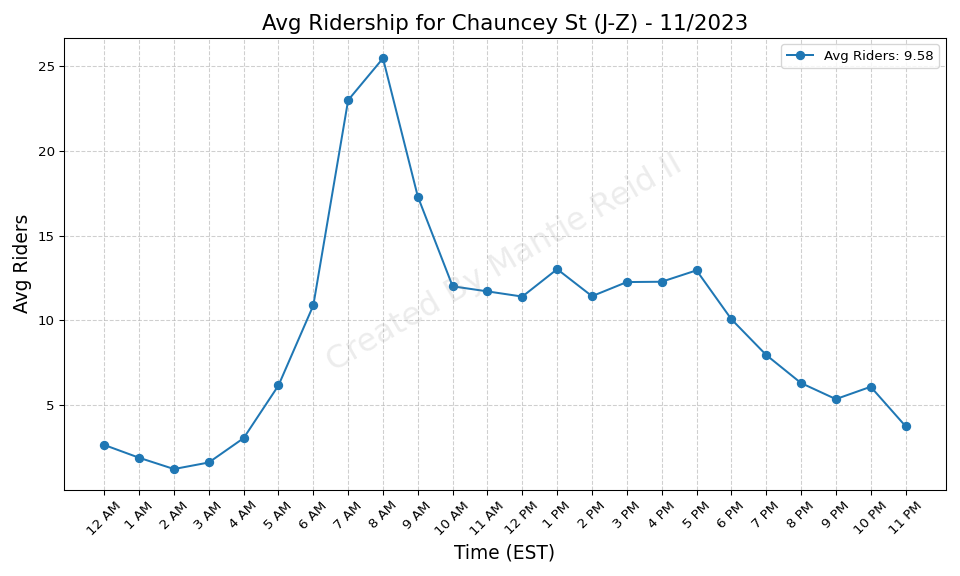 Avg Ridership for Chauncey St (J-Z) - 11/2023
Avg Riders: 9.58
Avg Riders
25
20
15
10
5
Created By Mantie Reid II
12 AM
1 AM
2 AM
3 AM
4 AM
5 AM
6 AM
7 AM
8 AM
9 AM
10 AM
11 AM
12 PM
1 PM
2 PM
3 PM
4 PM
5 PM
6 PM
7 PM
8 PM
9 PM
10 PM
11 PM
Time (EST)